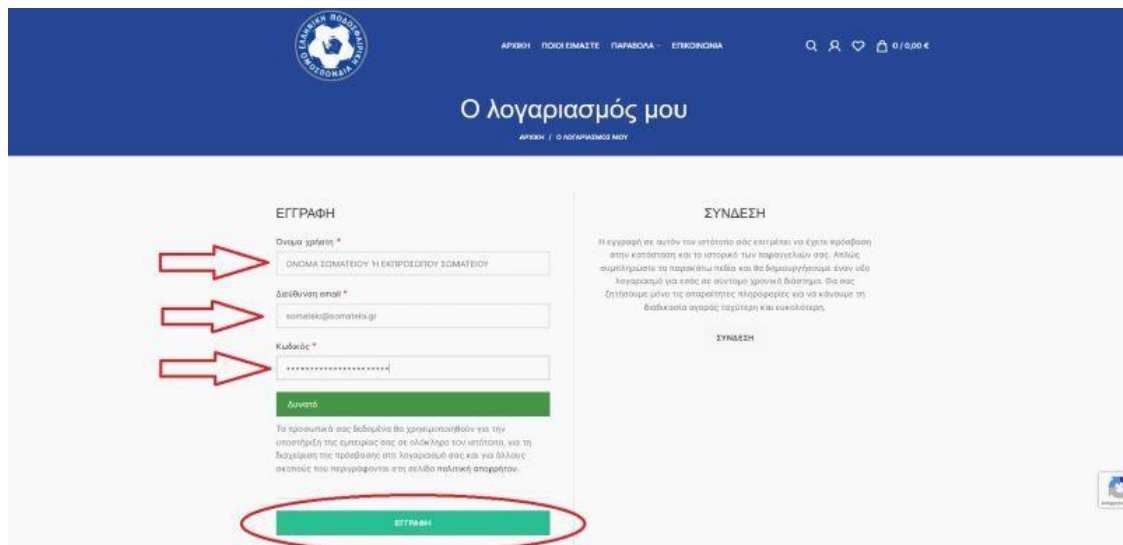 ΕΛΛΗΝΙΚΗ ΠΟΔΟΣΦΑΙΡΙΚΗ ΟΜΟΣΠΟΝΔΙΑ
ΑΡΧΙΚΗ ΠΟΙΟΙ ΕΙΜΑΣΤΕ ΠΑΡΑΒΟΛΑ ΕΠΙΚΟΙΝΩΝΙΑ 0 / 0,00 €
Ο λογαριασμός μου
ΑΡΧΙΚΗ / Ο ΛΟΓΑΡΙΑΣΜΟΣ ΜΟΥ
ΕΓΓΡΑΦΗ
Όνομα χρήστη *
ΟΝΟΜΑ ΣΩΜΑΤΕΙΟΥ Ή ΕΚΠΡΟΣΩΠΟΥ ΣΩΜΑΤΕΙΟΥ
Διεύθυνση email *
somateio@somateio.gr
Κωδικός *
Δυνατό
Τα προσωπικά σας δεδομένα θα χρησιμοποιηθούν για την
υποστήριξη της εμπειρίας σας σε ολόκληρο τον ιστότοπο, για τη
διαχείριση της πρόσβασης στο λογαριασμό σας και για άλλους
σκοπούς που περιγράφονται στη σελίδα πολιτική απορρήτου.
ΕΓΓΡΑΦΗ
ΣΥΝΔΕΣΗ
Η εγγραφή σε αυτόν τον ιστότοπο σάς επιτρέπει να έχετε πρόσβαση
στην κατάσταση και το ιστορικό των παραγγελιών σας. Απλώς
συμπληρώστε τα παρακάτω πεδία και θα δημιουργήσουμε έναν νέο
λογαριασμό για εσάς σε σύντομο χρονικό διάστημα. Θα σας
ζητήσουμε μόνο τις απαραίτητες πληροφορίες για να κάνουμε τη
διαδικασία αγοράς ταχύτερη και ευκολότερη.
ΣΥΝΔΕΣΗ